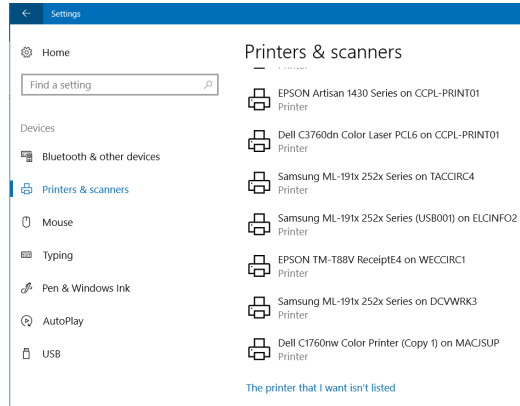 Settings
Home
Find a setting
Devices
Bluetooth & other devices
Printers & scanners
Mouse
Typing
Pen & Windows Ink
AutoPlay
USB
Printers & scanners
EPSON Artisan 1430 Series on CCPL-PRINT01
Printer
Dell C3760dn Color Laser PCL6 on CCPL-PRINT01
Printer
Samsung ML-191x 252x Series on TACCIRC4
Printer
Samsung ML-191x 252x Series (USB001) on ELCINFO2
Printer
EPSON TM-T88V ReceiptE4 on WECCIRC1
Printer
Samsung ML-191x 252x Series on DCVWRK3
Printer
Dell C1760nw Color Printer (Copy 1) on MACJSUP
Printer
The printer that I want isn't listed